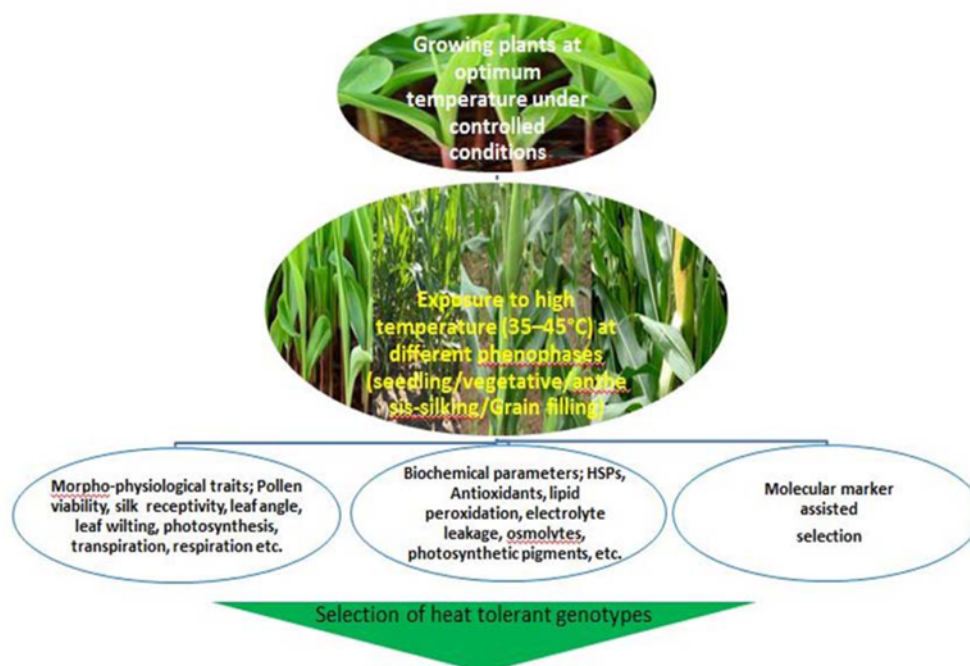 Growing plants at
optimum
temperature under
controlled
conditions
Exposure to high
temperature (35–45°C) at
different phenophases
(seedling/vegetative/anthe
sis-silking/Grain filling)
Morpho-physiological traits; Pollen
viability, silk receptivity, leaf angle,
leaf wilting, photosynthesis,
transpiration, respiration etc.
Biochemical parameters; HSPs,
Antioxidants, lipid
peroxidation, electrolyte
leakage, osmolytes,
photosynthetic pigments, etc.
Molecular marker
assisted
selection
Selection of heat tolerant genotypes